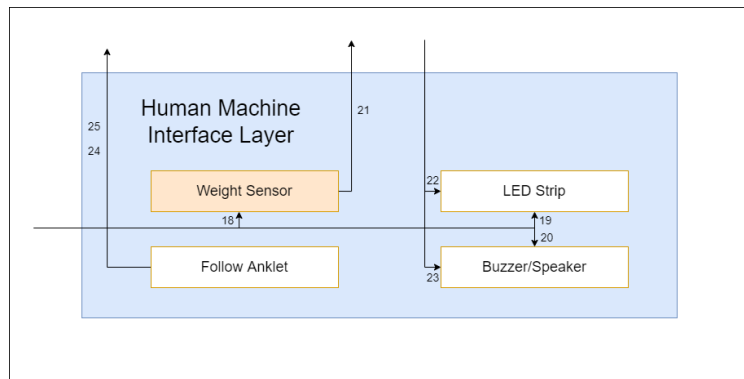 Human Machine
Interface Layer
25
24
21
Weight Sensor
22
LED Strip
18
19
20
Follow Anklet
23
Buzzer/Speaker